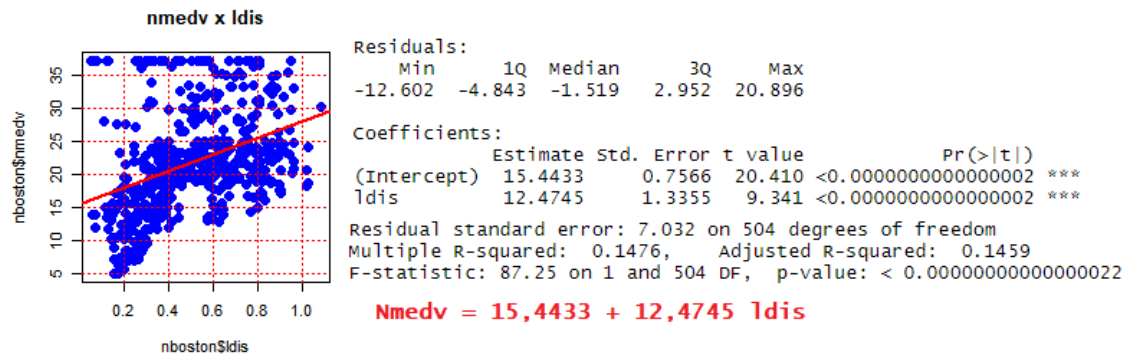 nmedv x ldis
nboston$nmedv
35
30
25
20
15
10
5
0.2 0.4 0.6 0.8 1.0
nboston$ldis
Residuals:
Min 1Q Median 3Q Max
-12.602 -4.843 -1.519 2.952 20.896
Coefficients:
Estimate Std. Error t value Pr(>|t|)
(Intercept) 15.4433 0.7566 20.410 <0.0000000000000002 ***
ldis 12.4745 1.3355 9.341 <0.0000000000000002 ***
Residual standard error: 7.032 on 504 degrees of freedom
Multiple R-squared: 0.1476, Adjusted R-squared: 0.1459
F-statistic: 87.25 on 1 and 504 DF, p-value: < 0.00000000000000022
Nmedv = 15,4433 + 12,4745 ldis